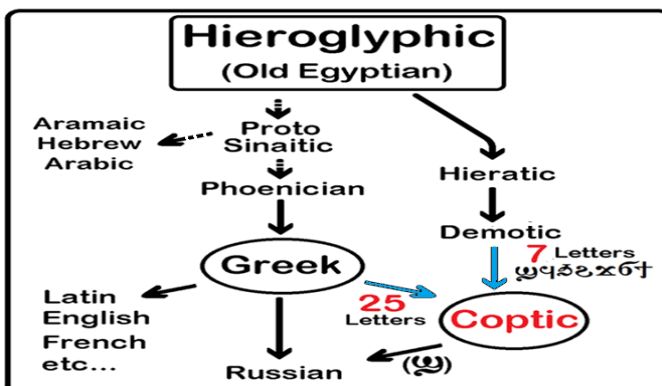 Hieroglyphic
(Old Egyptian)
Aramaic
Hebrew
Arabic
Proto
Sinaitic
Phoenician
Hieratic
Demotic
7 Letters
ϣϥϧϩϫϭϯ
Greek
25
Letters
Coptic
Latin
English
French
etc...
Russian
(ϣ)